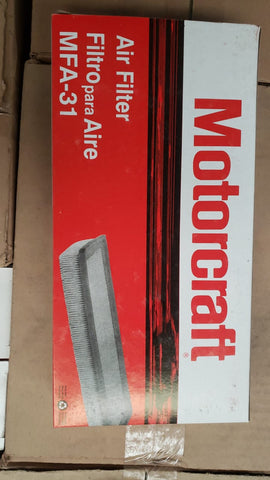 Motorcraft®
Air Filter
Filtro para Aire
MFA-31